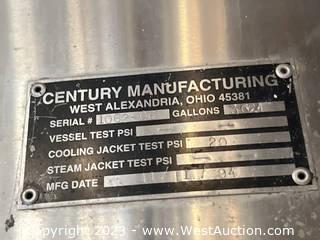 CENTURY MANUFACTURING
WEST ALEXANDRIA, OHIO 45381
SERIAL # GALLONS
VESSEL TEST PSI -
COOLING JACKET TEST PSI 20
STEAM JACKET TEST PSI -
MFG DATE 94
Copyright © 2023 - WestAuction.com